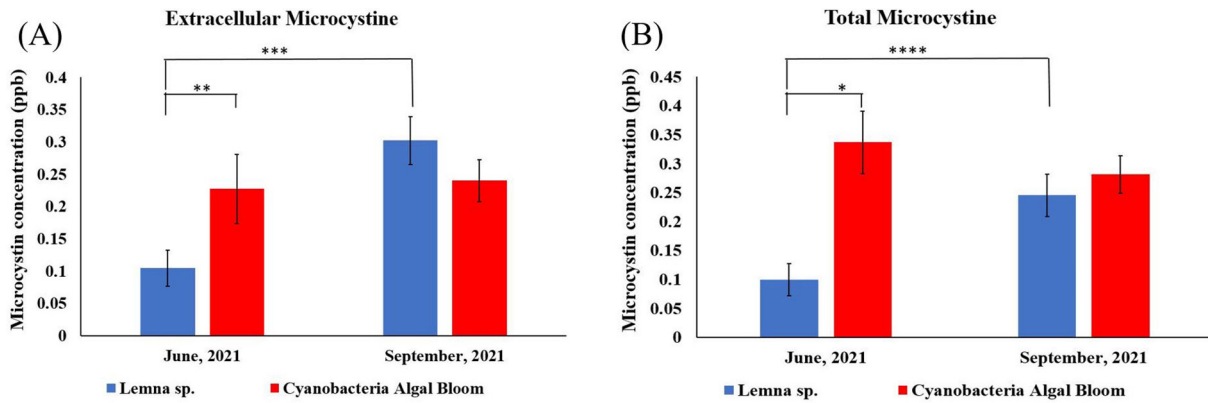 (A)
Extracellular Microcystine
Microcystin concentration (ppb)
0.4
0.35
0.3
0.25
0.2
0.15
0.1
0.05
0
***
**
June, 2021
September, 2021
Lemna sp.
Cyanobacteria Algal Bloom
(B)
Total Microcystine
Microcystin concentration (ppb)
0.45
0.4
0.35
0.3
0.25
0.2
0.15
0.1
0.05
0
****
*
June, 2021
September, 2021
Lemna sp.
Cyanobacteria Algal Bloom